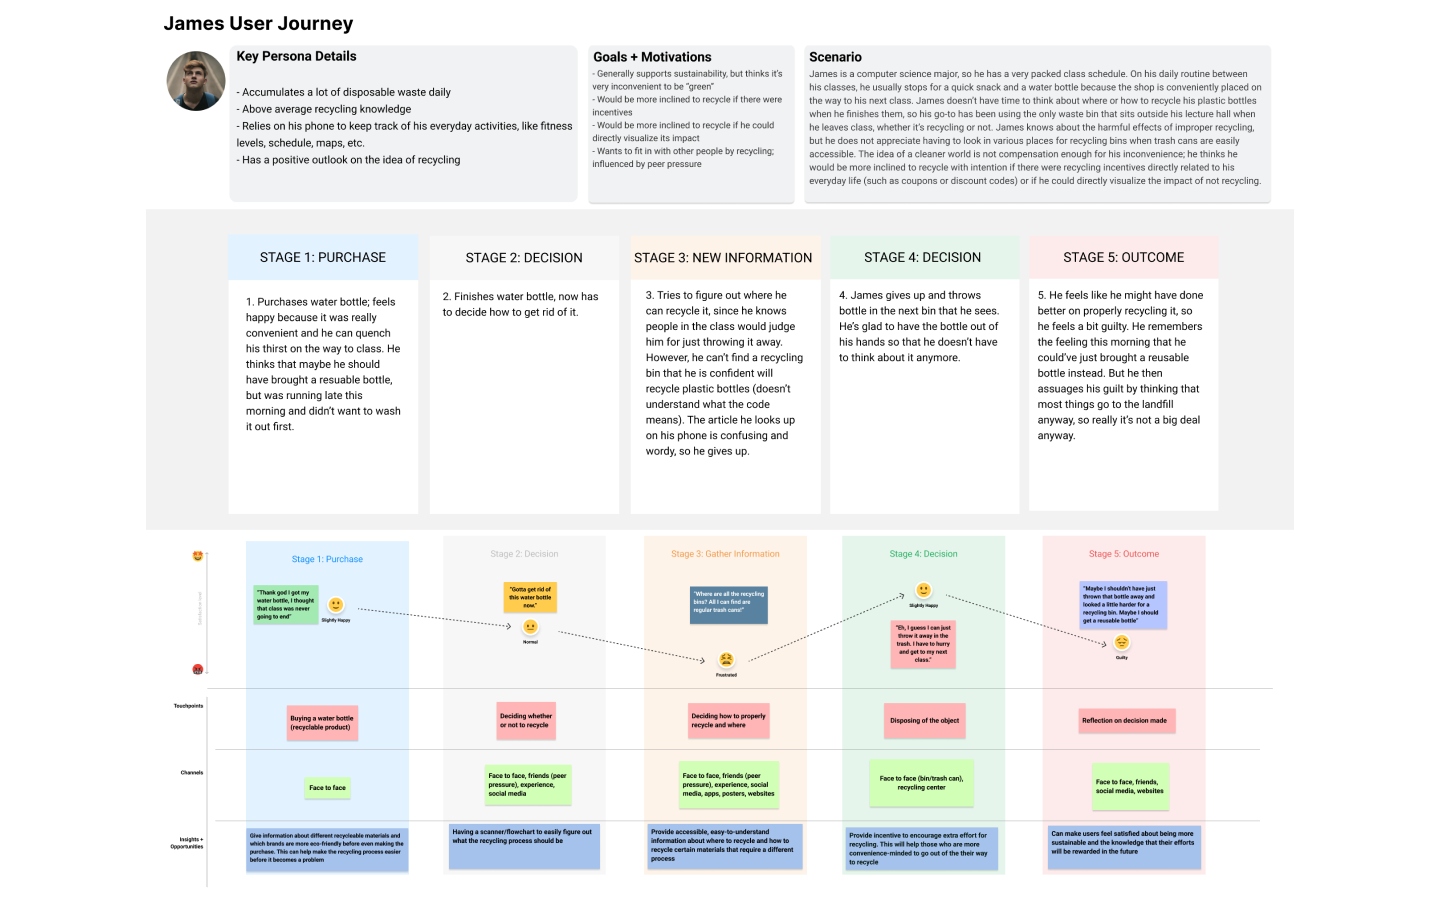 James User Journey
Key Persona Details
- Accumulates a lot of disposable waste daily
- Above average recycling knowledge
- Relies on his phone to keep track of his everyday activities, like fitness
levels, schedule, maps, etc.
- Has a positive outlook on the idea of recycling
Goals + Motivations
- Generally supports sustainability, but thinks it's
very inconvenient to be "green"
- Would be more inclined to recycle if there were
incentives
- Would be more inclined to recycle if he could
directly visualize its impact
- Wants to fit in with other people by recycling;
influenced by peer pressure
Scenario
James is a computer science major, so he has a very packed class schedule. On his daily routine between
his classes, he usually stops for a quick snack and a water bottle because the shop is conveniently placed on
the way to his next class. James doesn't have time to think about where or how to recycle his plastic bottles
when he finishes them, so his go-to has been using the only waste bin that sits outside his lecture hall when
he leaves class, whether it's recycling or not. James knows about the harmful effects of improper recycling,
but he does not appreciate having to look in various places for recycling bins when trash cans are easily
accessible. The idea of a cleaner world is not compensation enough for his inconvenience; he thinks he
would be more inclined to recycle with intention if there were recycling incentives directly related to his
everyday life (such as coupons or discount codes) or if he could directly visualize the impact of not recycling.
STAGE 1: PURCHASE
1. Purchases water bottle; feels
happy because it was really
convenient and he can quench
his thirst on the way to class. He
thinks that maybe he should
have brought a resuable bottle,
but was running late this
morning and didn't want to wash
it out first.
STAGE 2: DECISION
2. Finishes water bottle, now has
to decide how to get rid of it.
STAGE 3: NEW INFORMATION
3. Tries to figure out where he
can recycle it, since he knows
people in the class would judge
him for just throwing it away.
However, he can't find a recycling
bin that he is confident will
recycle plastic bottles (doesn't
understand what the code
means). The article he looks up
on his phone is confusing and
wordy, so he gives up.
STAGE 4: DECISION
4. James gives up and throws
bottle in the next bin that he sees.
He's glad to have the bottle out of
his hands so that he doesn't have
to think about it anymore.
STAGE 5: OUTCOME
5. He feels like he might have done
better on properly recycling it, so
he feels a bit guilty. He remembers
the feeling this morning that he
could've just brought a reusable
bottle instead. But he then
assuages his guilt by thinking that
most things go to the landfill
anyway, so really it's not a big deal
anyway.
Stage 1: Purchase
Stage 2: Decision
Stage 3: Gather Information
Stage 4: Decision
Stage 5: Outcome
"Thank god I got my
water bottle, I thought
that class was never
going to end"
Slightly Happy
"Gotta get rid of
this water bottle
now."
Normal
"Where are all the recycling
bins? All I can find are
regular trash cans!"
Frustrated
Slightly Happy
"Eh, I guess I can just
throw it away in the
trash. I have to hurry
and get to my next
class."
"Maybe I shouldn't have just
thrown that bottle away and
looked a little harder for a
recycling bin. Maybe I should
get a reusable bottle"
Guilty
Touchpoints
Buying a water bottle
(recyclable product)
Deciding whether
or not to recycle
Deciding how to properly
recycle and where
Disposing of the object
Reflection on decision made
Channels
Face to face
Face to face, friends (peer
pressure), experience,
social media
Face to face, friends (peer
pressure), experience, social
media, apps, posters, websites
Face to face (bin/trash can),
recycling center
Face to face, friends,
social media, websites
Insights +
Opportunities
Give information about different recycleable materials and
which brands are more eco-friendly before even making the
purchase. This can help make the recycling process easier
before it becomes a problem
Having a scanner/flowchart to easily figure out
what the recycling process should be
Provide accessible, easy-to-understand
information about where to recycle and how to
recycle certain materials that require a different
process
Provide incentive to encourage extra effort for
recycling. This will help those who are more
convenience-minded to go out of the their way
to recycle
Can make users feel satisfied about being more
sustainable and the knowledge that their efforts
will be rewarded in the future